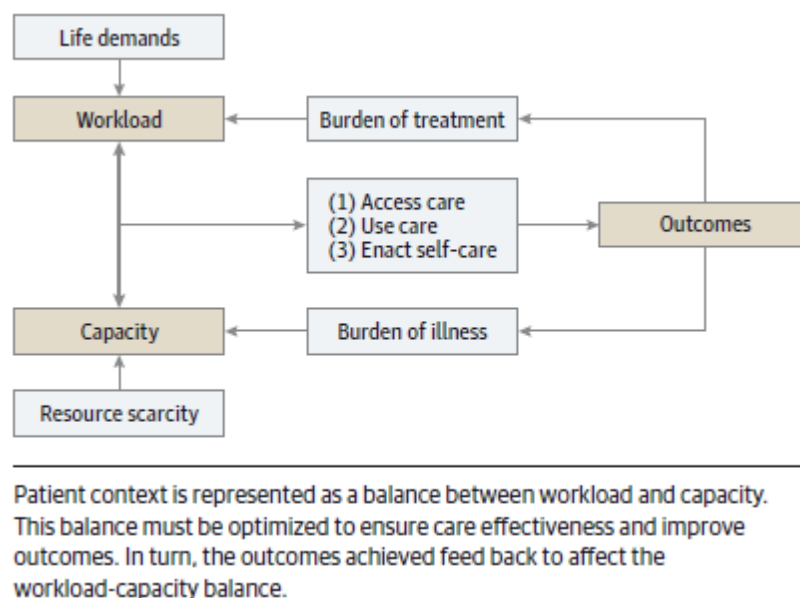 Life demands
Workload
Burden of treatment
(1) Access care
(2) Use care
(3) Enact self-care
Outcomes
Capacity
Burden of illness
Resource scarcity
Patient context is represented as a balance between workload and capacity.
This balance must be optimized to ensure care effectiveness and improve
outcomes. In turn, the outcomes achieved feed back to affect the
workload-capacity balance.